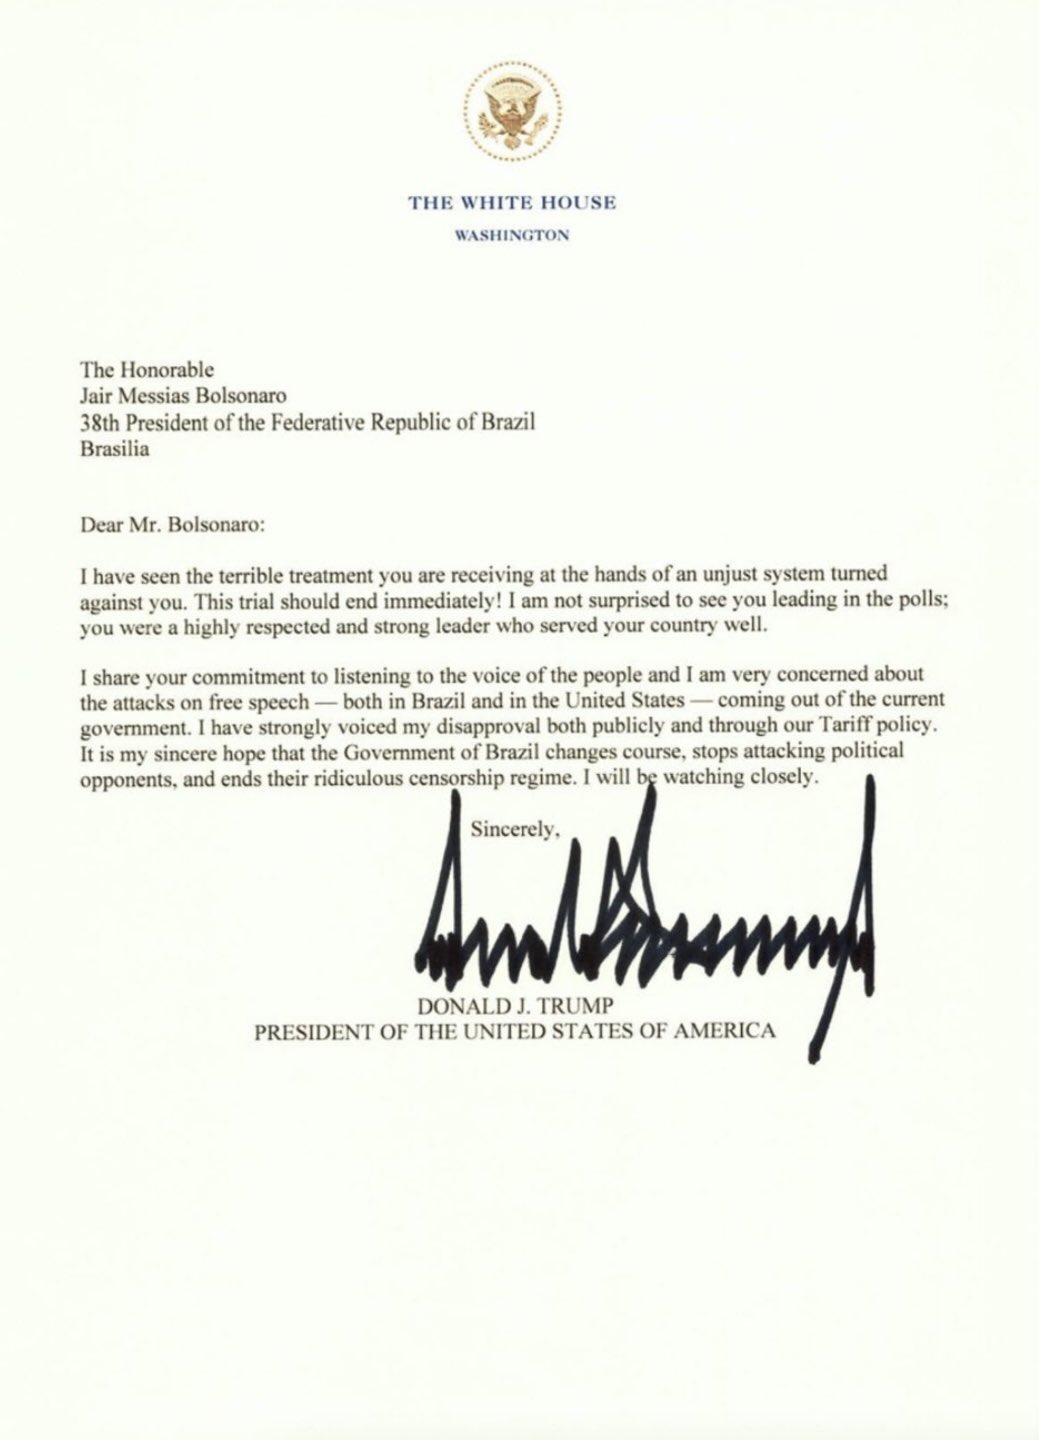 THE WHITE HOUSE
WASHINGTON
The Honorable
Jair Messias Bolsonaro
38th President of the Federative Republic of Brazil
Brasilia
Dear Mr. Bolsonaro:
I have seen the terrible treatment you are receiving at the hands of an unjust system turned
against you. This trial should end immediately! I am not surprised to see you leading in the polls;
you were a highly respected and strong leader who served your country well.
I share your commitment to listening to the voice of the people and I am very concerned about
the attacks on free speech — both in Brazil and in the United States — coming out of the current
government. I have strongly voiced my disapproval both publicly and through our Tariff policy.
It is my sincere hope that the Government of Brazil changes course, stops attacking political
opponents, and ends their ridiculous censorship regime. I will be watching closely.
Sincerely,
DONALD J. TRUMP
PRESIDENT OF THE UNITED STATES OF AMERICA